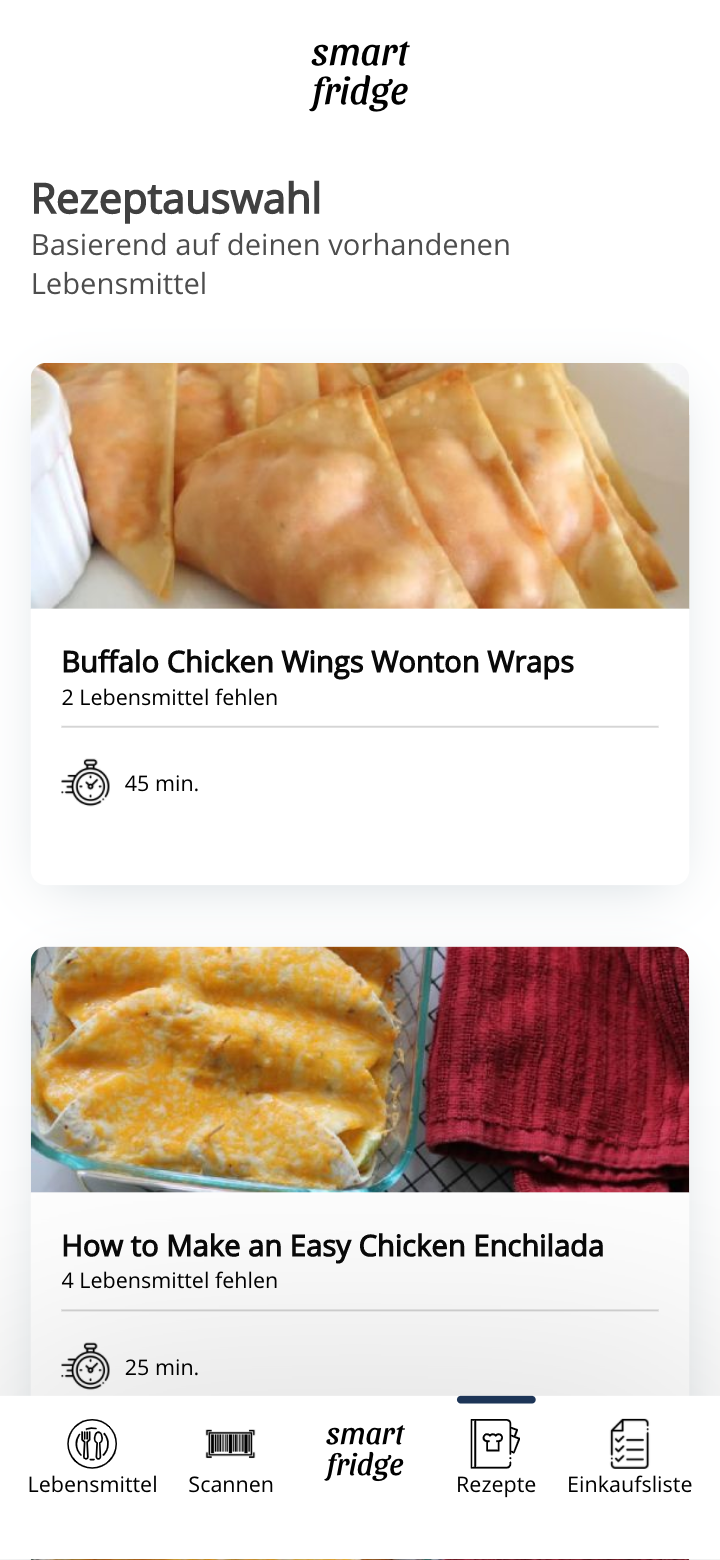 smart
fridge
Rezeptauswahl
Basierend auf deinen vorhandenen
Lebensmittel
Buffalo Chicken Wings Wonton Wraps
2 Lebensmittel fehlen
45 min.
How to Make an Easy Chicken Enchilada
4 Lebensmittel fehlen
25 min.
smart
fridge
Lebensmittel
Scannen
Rezepte
Einkaufsliste